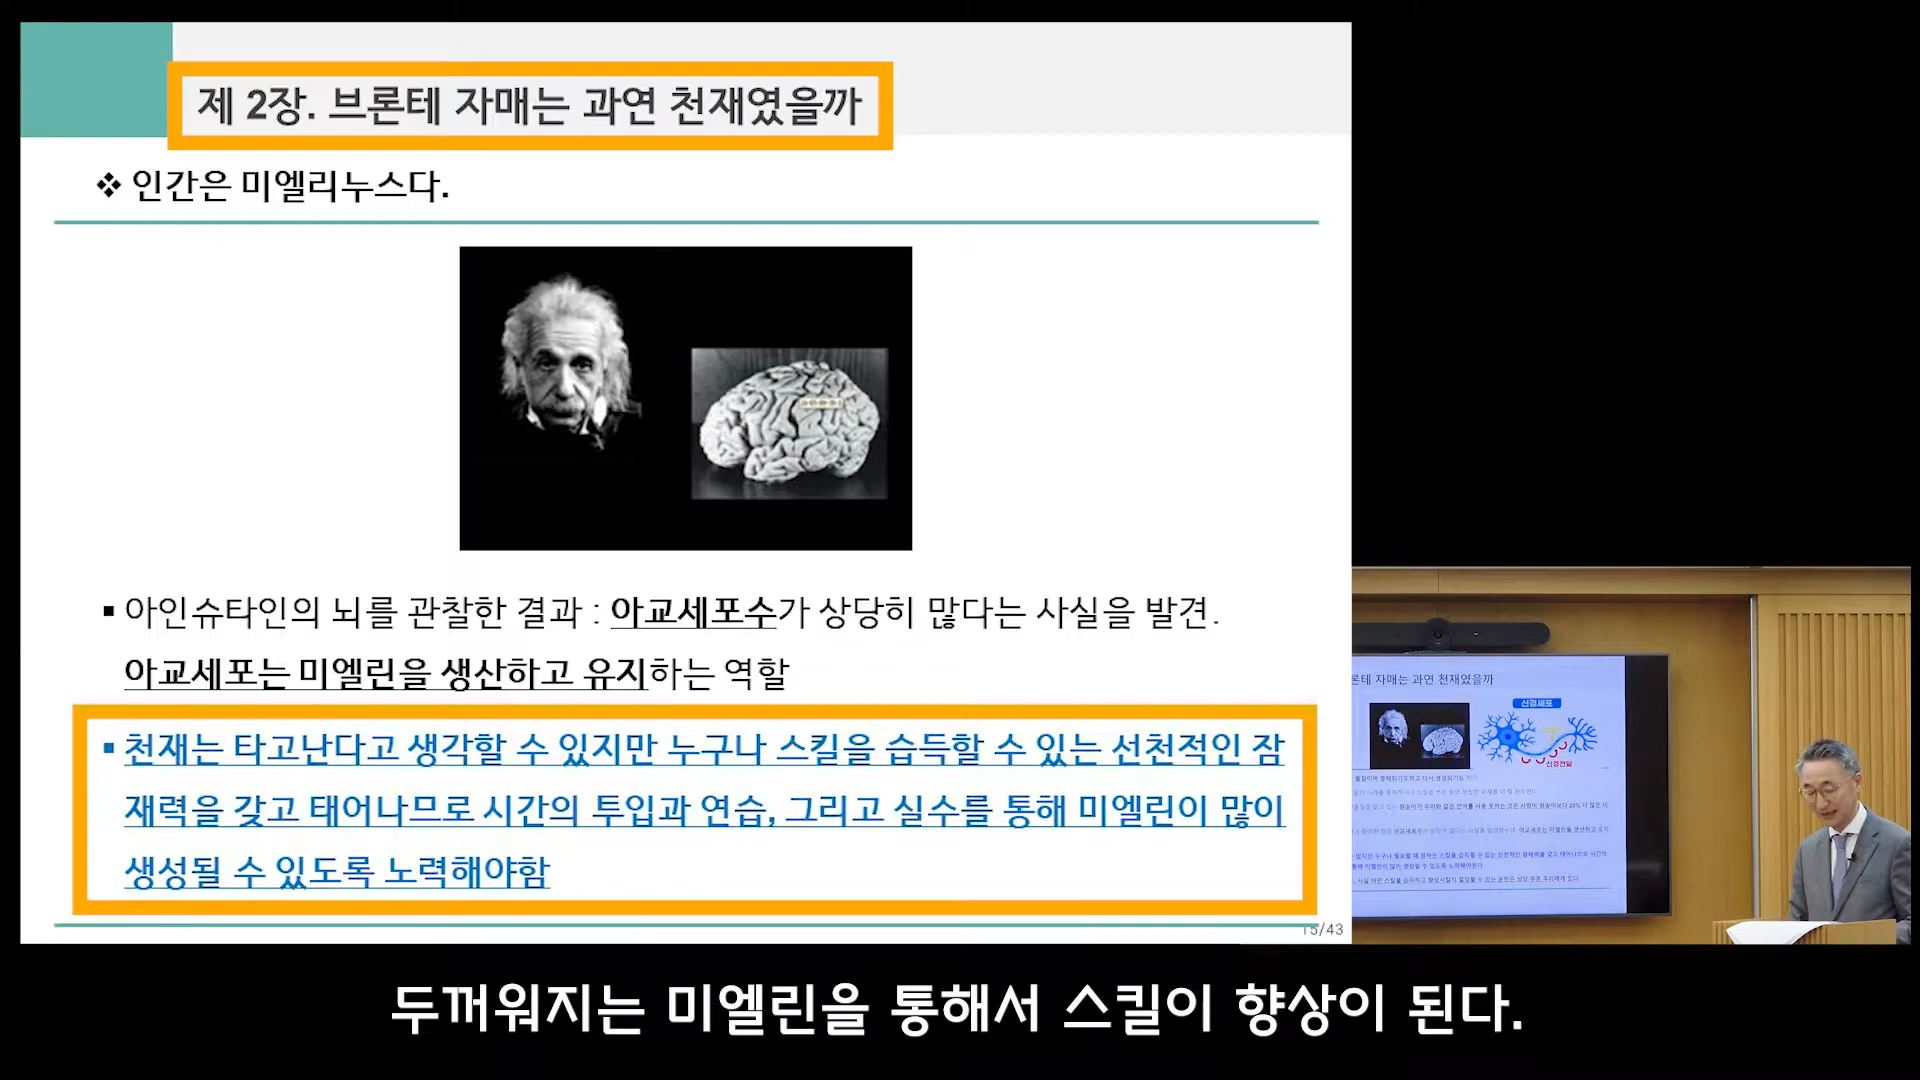 제 2장. 브론테 자매는 과연 천재였을까
❖ 인간은 미엘리누스다.
▪ 아인슈타인의 뇌를 관찰한 결과 : 아교세포수가 상당히 많다는 사실을 발견.
아교세포는 미엘린을 생산하고 유지하는 역할
▪ 천재는 타고난다고 생각할 수 있지만 누구나 스킬을 습득할 수 있는 선천적인 잠
재력을 갖고 태어나므로 시간의 투입과 연습, 그리고 실수를 통해 미엘린이 많이
생성될 수 있도록 노력해야함
15/43
론테 자매는 과연 천재였을까
신경세포
신경전달
두꺼워지는 미엘린을 통해서 스킬이 향상이 된다.